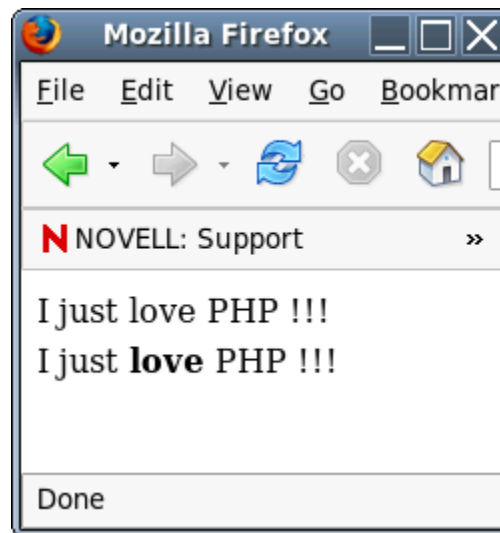 Mozilla Firefox
File Edit View Go Bookmar
N NOVELL: Support »
I just love PHP !!!
I just love PHP !!!
Done